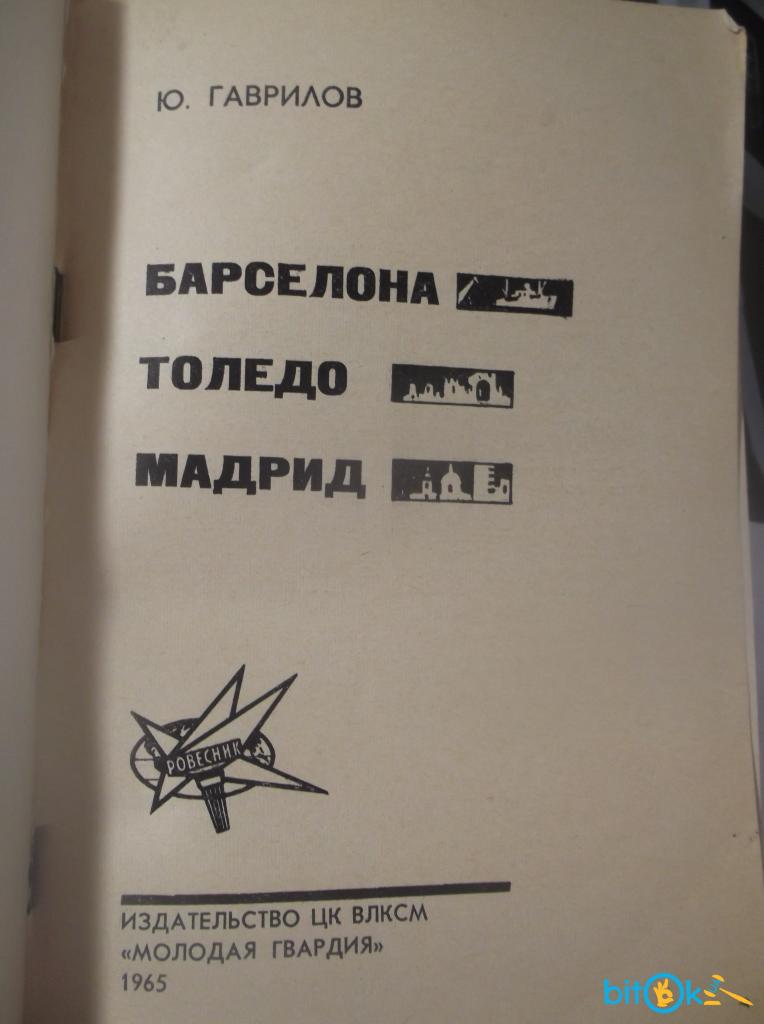 Ю. ГАВРИЛОВ
БАРСЕЛОНА
ТОЛЕДО
МАДРИД
РОВЕСНИК
ИЗДАТЕЛЬСТВО ЦК ВЛКСМ
«МОЛОДАЯ ГВАРДИЯ»
1965
bitOk